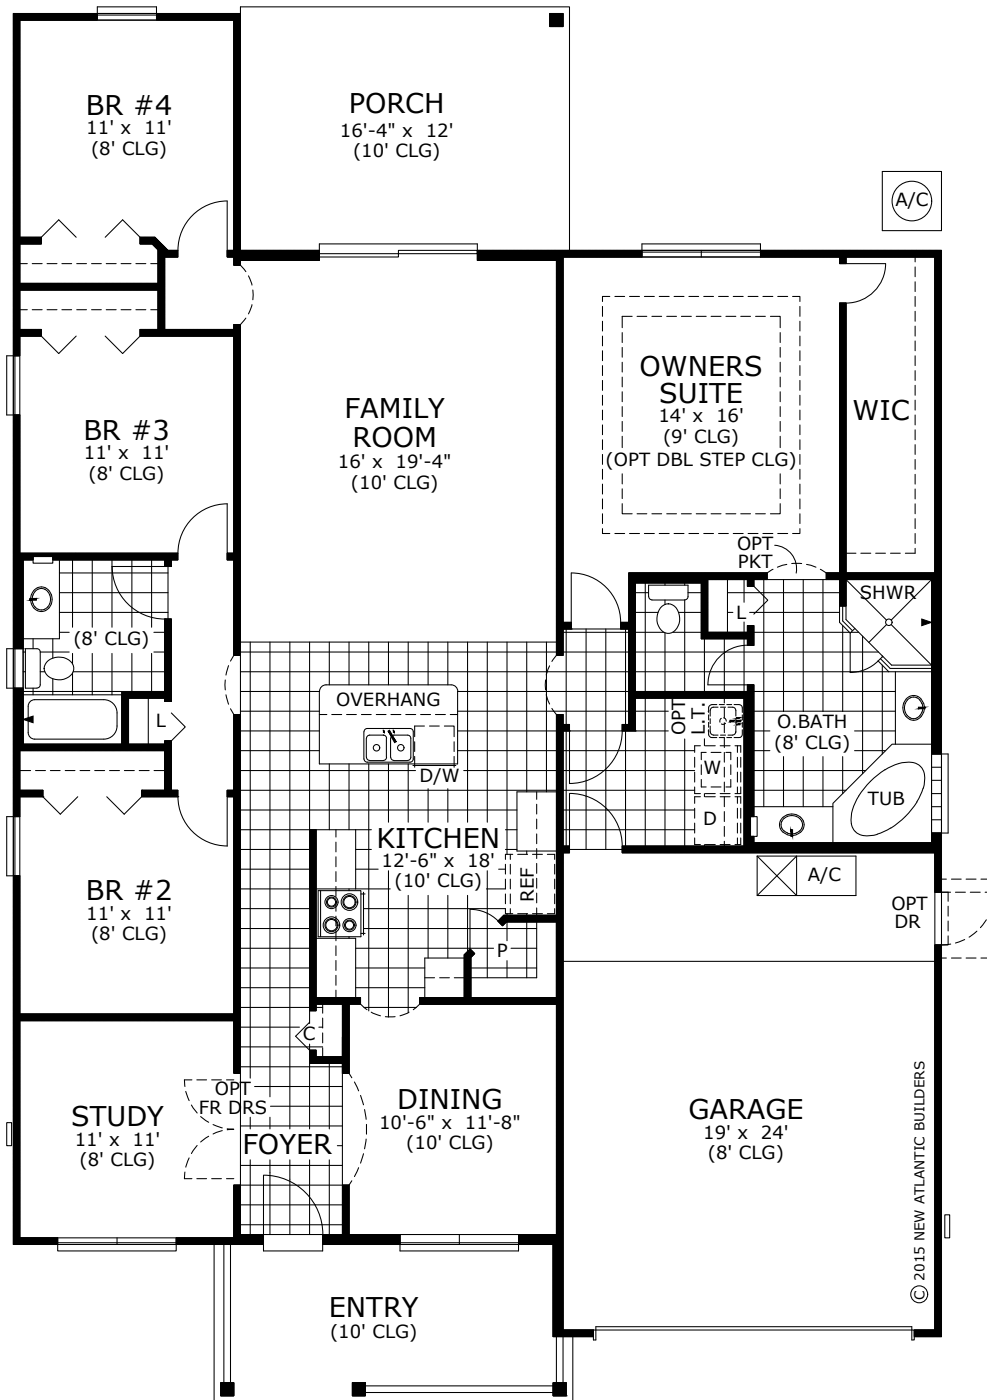 BR #4
11' x 11'
(8' CLG)
PORCH
16'-4" x 12'
(10' CLG)
A/C
OWNERS
SUITE
14' x 16'
(9' CLG)
(OPT DBL STEP CLG)
WIC
FAMILY
ROOM
16' x 19'-4"
(10' CLG)
BR #3
11' x 11'
(8' CLG)
OPT
PKT
SHWR
L
(8' CLG)
L
OVERHANG
D/W
OPT
L.T.
W
D
O.BATH
(8' CLG)
TUB
KITCHEN
12'-6" x 18'
(10' CLG)
REF
P
A/C
OPT
DR
BR #2
11' x 11'
(8' CLG)
C
OPT
FR DRS
STUDY
11' x 11'
(8' CLG)
FOYER
DINING
10'-6" x 11'-8"
(10' CLG)
GARAGE
19' x 24'
(8' CLG)
© 2015 NEW ATLANTIC BUILDERS
ENTRY
(10' CLG)